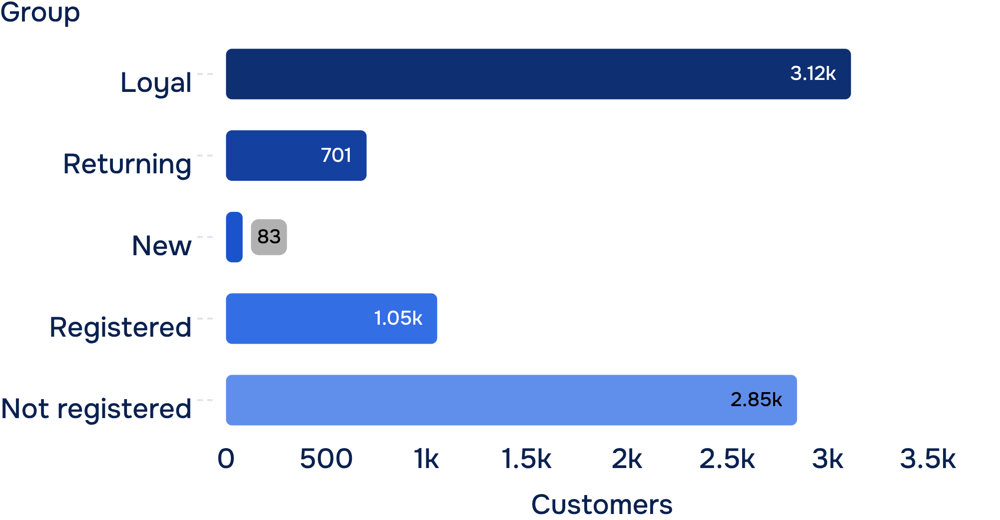 Group
Loyal
3.12k
Returning
701
New
83
Registered
1.05k
Not registered
2.85k
0 500 1k 1.5k 2k 2.5k 3k 3.5k
Customers